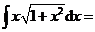 ∫x√(1+x²)dx=